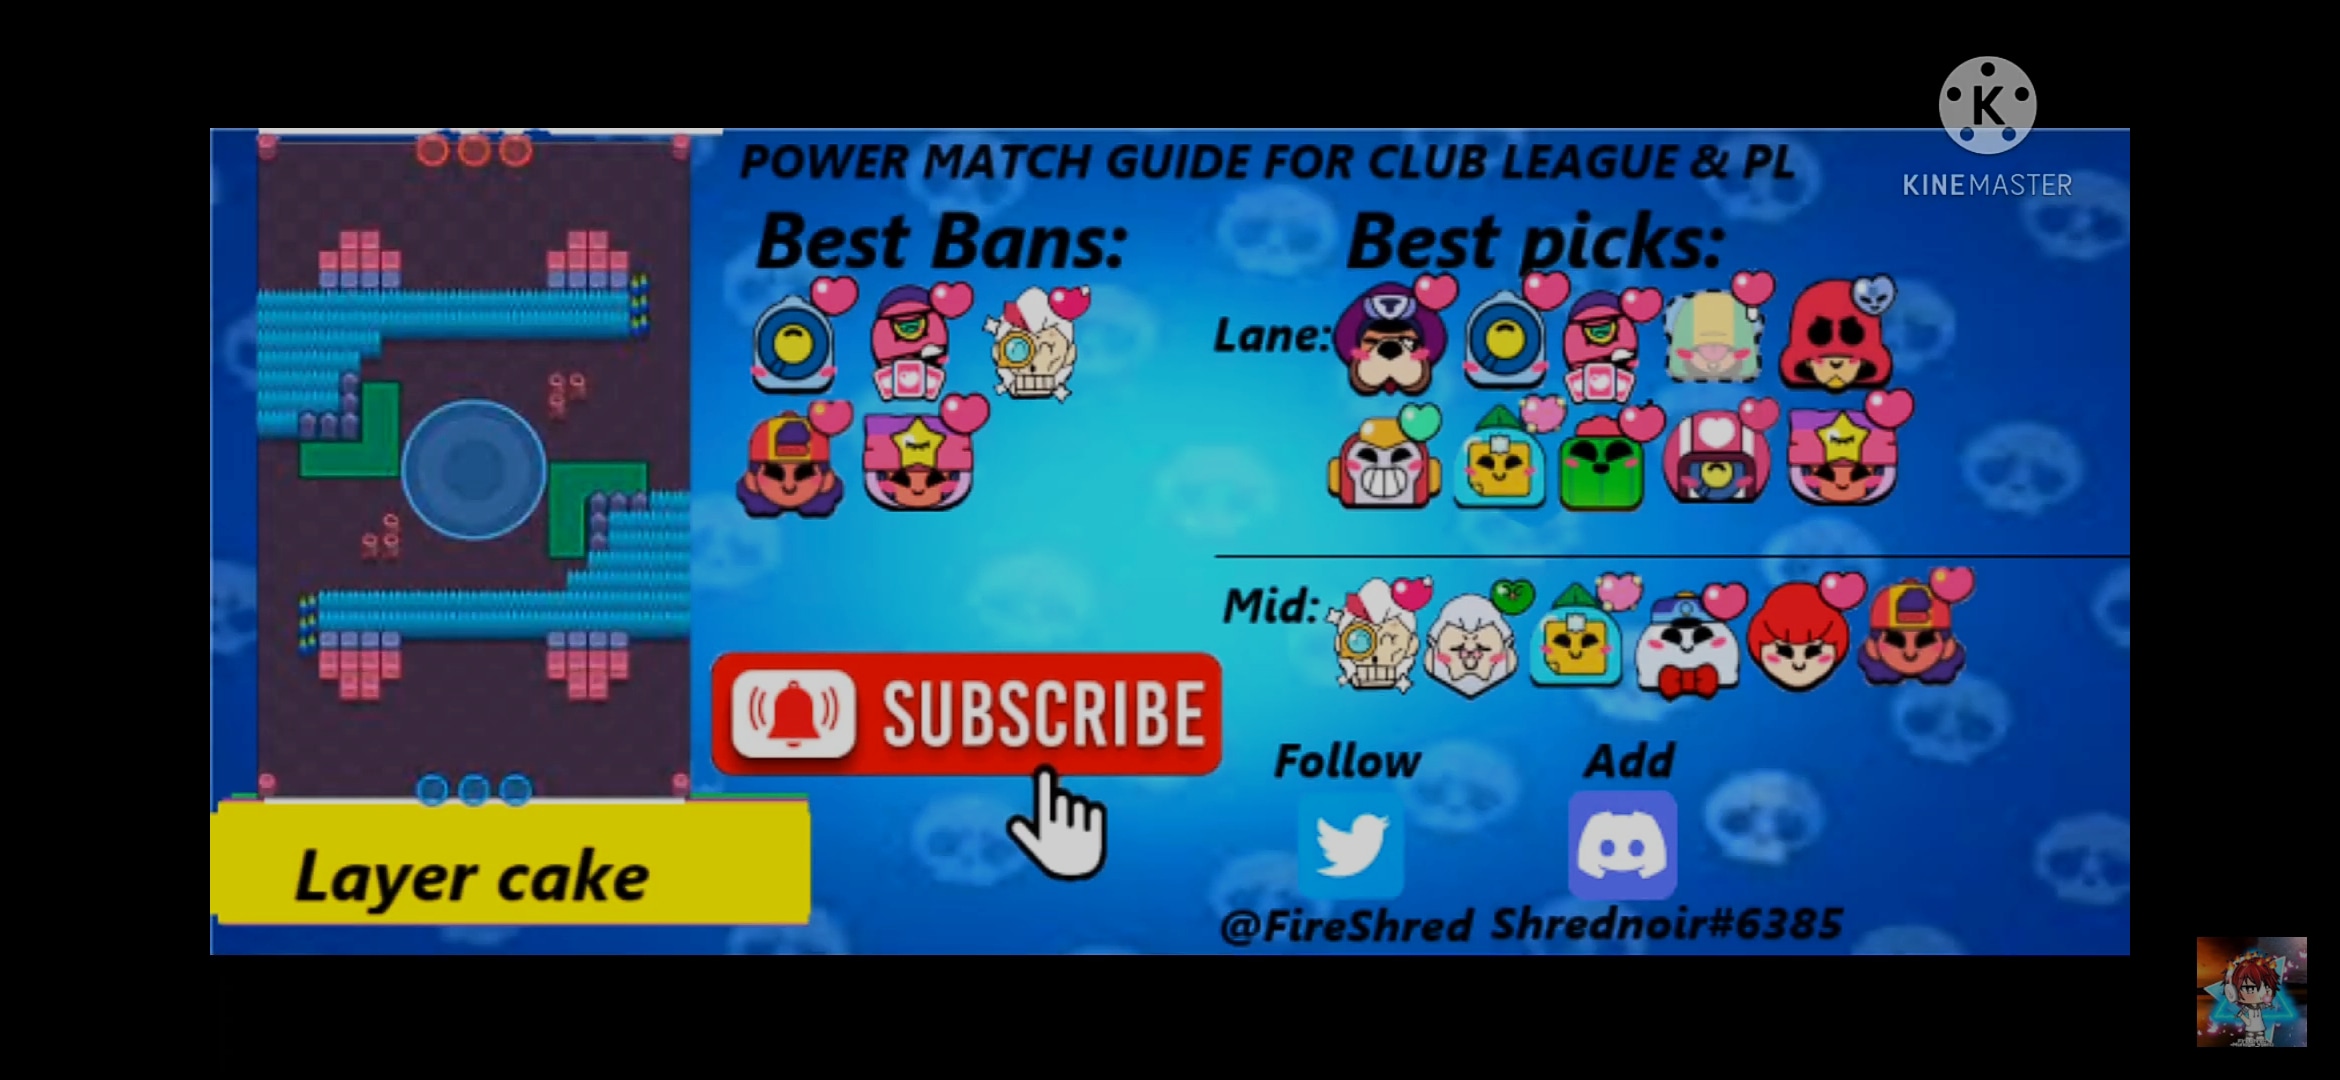 K
KINEMASTER
POWER MATCH GUIDE FOR CLUB LEAGUE & PL
Best Bans:
Best picks:
Lane:
Mid:
SUBSCRIBE
Follow
Add
@FireShred
Shrednoir#6385
Layer cake